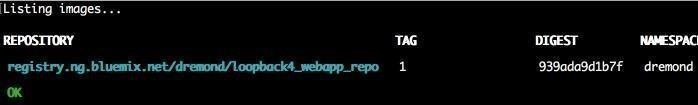 Listing images...
REPOSITORY TAG DIGEST NAMESPAC
registry.ng.bluemix.net/dremond/loopback4_webapp_repo 1 939ada9d1b7f dremond
OK